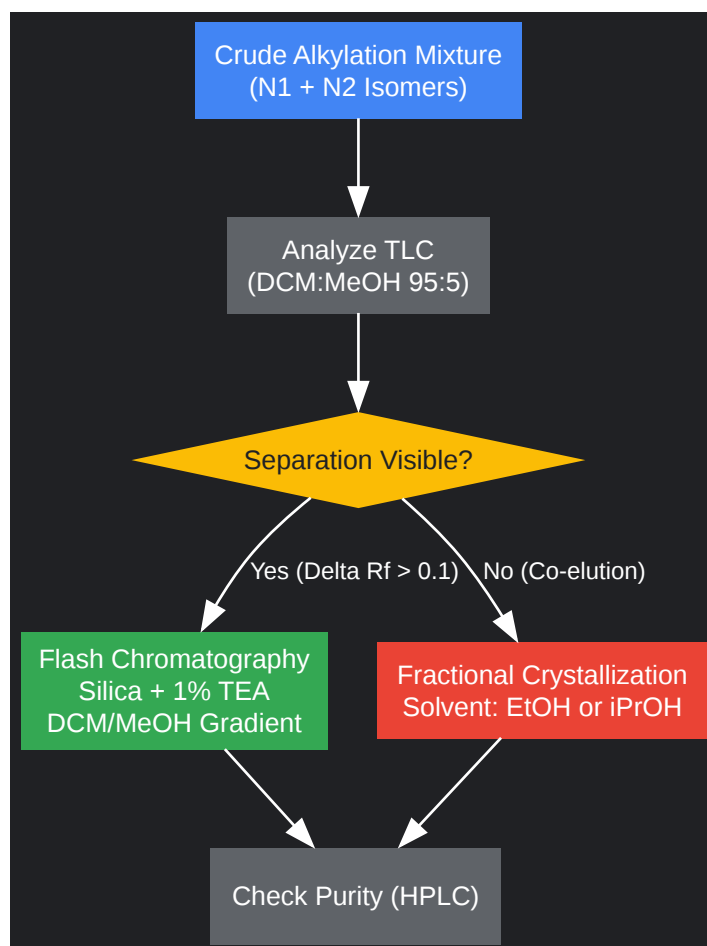 Crude Alkylation Mixture
(N1 + N2 Isomers)
Analyze TLC
(DCM:MeOH 95:5)
Separation Visible?
Yes (Delta Rf > 0.1)
No (Co-elution)
Flash Chromatography
Silica + 1% TEA
DCM/MeOH Gradient
Fractional Crystallization
Solvent: EtOH or iPrOH
Check Purity (HPLC)